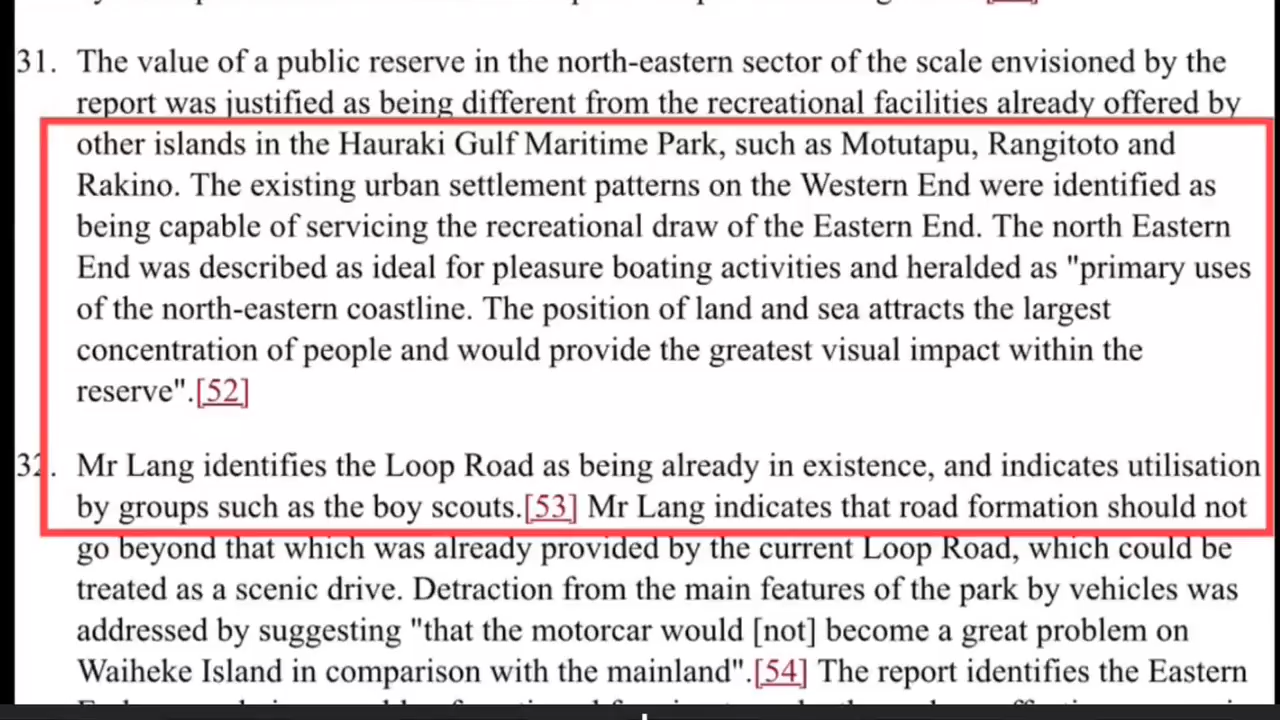 31. The value of a public reserve in the north-eastern sector of the scale envisioned by the
report was justified as being different from the recreational facilities already offered by
other islands in the Hauraki Gulf Maritime Park, such as Motutapu, Rangitoto and
Rakino. The existing urban settlement patterns on the Western End were identified as
being capable of servicing the recreational draw of the Eastern End. The north Eastern
End was described as ideal for pleasure boating activities and heralded as "primary uses
of the north-eastern coastline. The position of land and sea attracts the largest
concentration of people and would provide the greatest visual impact within the
reserve".[52]
32. Mr Lang identifies the Loop Road as being already in existence, and indicates utilisation
by groups such as the boy scouts.[53] Mr Lang indicates that road formation should not
go beyond that which was already provided by the current Loop Road, which could be
treated as a scenic drive. Detraction from the main features of the park by vehicles was
addressed by suggesting "that the motorcar would [not] become a great problem on
Waiheke Island in comparison with the mainland".[54] The report identifies the Eastern